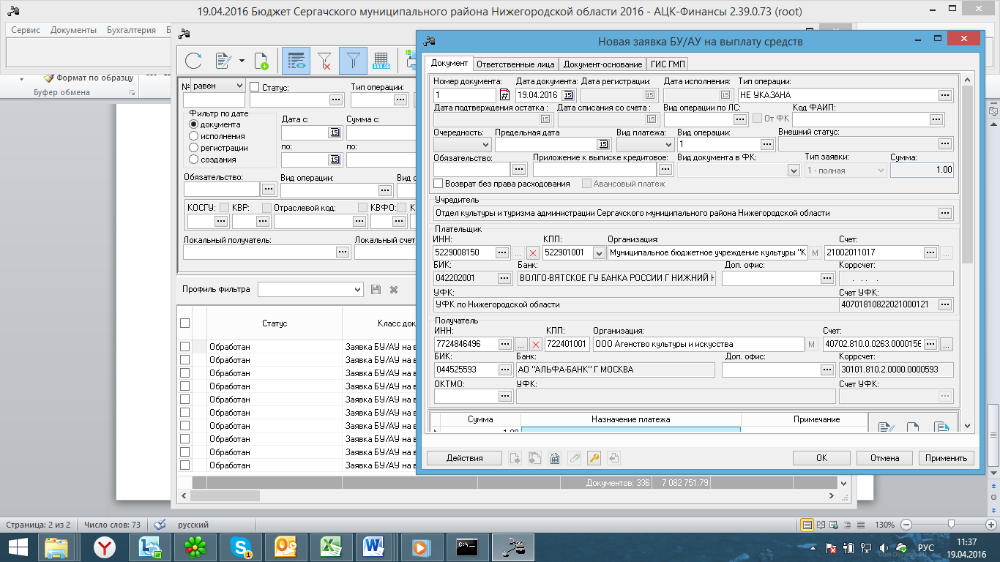 19.04.2016 Бюджет Сергачского муниципального района Нижегородской области 2016 - АЦК-Финансы 2.39.0.73 (root)
Сервис Документы Бухгалтерия Б
Формат по образцу
Буфер обмена
№ равен Статус: Тип операции:
Фильтр по дате
документа
исполнения
регистрации
создания
Дата с: Сумма с:
по: по:
Обязательство: Вид операции: Вид о
КОСГУ: КВР: Отраслевой код: КВФО: К
Локальный получатель: Локальный счет
Профиль фильтра
Статус Класс док
Обработан Заявка БУ/АУ на в
Обработан Заявка БУ/АУ на в
Обработан Заявка БУ/АУ на в
Обработан Заявка БУ/АУ на в
Обработан Заявка БУ/АУ на в
Обработан Заявка БУ/АУ на в
Обработан Заявка БУ/АУ на в
Обработан Заявка БУ/АУ на в
Обработан Заявка БУ/АУ на в
Обработан Заявка БУ/АУ на в
Документов: 336 7 082 751.79
Новая заявка БУ/АУ на выплату средств
Документ Ответственные лица Документ-основание ГИС ГМП
Номер документа: Дата документа: Дата регистрации: Дата исполнения: Тип операции:
1 19.04.2016 НЕ УКАЗАНА
Дата подтверждения остатка : Дата списания со счета : Вид операции по ЛС: От ФК Код ФАИП:
Очередность: Предельная дата Вид платежа: Вид операции: Внешний статус:
1
Обязательство: Приложение к выписке кредитовое: Вид документа в ФК: Тип заявки: Сумма:
1 - полная 1.00
Возврат без права расходования Авансовый платеж
Учредитель
Отдел культуры и туризма администрации Сергачского муниципального района Нижегородской области
Плательщик
ИНН: КПП: Организация: Счет:
5229008150 522901001 Муниципальное бюджетное учреждение культуры "К М 21002011017
БИК: Банк: Доп. офис: Коррсчет:
042202001 ВОЛГО-ВЯТСКОЕ ГУ БАНКА РОССИИ Г НИЖНИЙ Н
УФК: Счет УФК:
УФК по Нижегородской области 40701810822021000121
Получатель
ИНН: КПП: Организация: Счет:
7724846496 772401001 ООО Агенство культуры и искусства М 40702.810.0.0263.0000156
БИК: Банк: Доп. офис: Коррсчет:
044525593 АО "АЛЬФА-БАНК" Г МОСКВА 30101.810.2.0000.0000593
ОКТМО: УФК: Счет УФК:
Сумма Назначение платежа Примечание
1.00
Действия ОК Отмена Применить
Страница: 2 из 2 Число слов: 73 русский 130%
РУС 11:37
19.04.2016